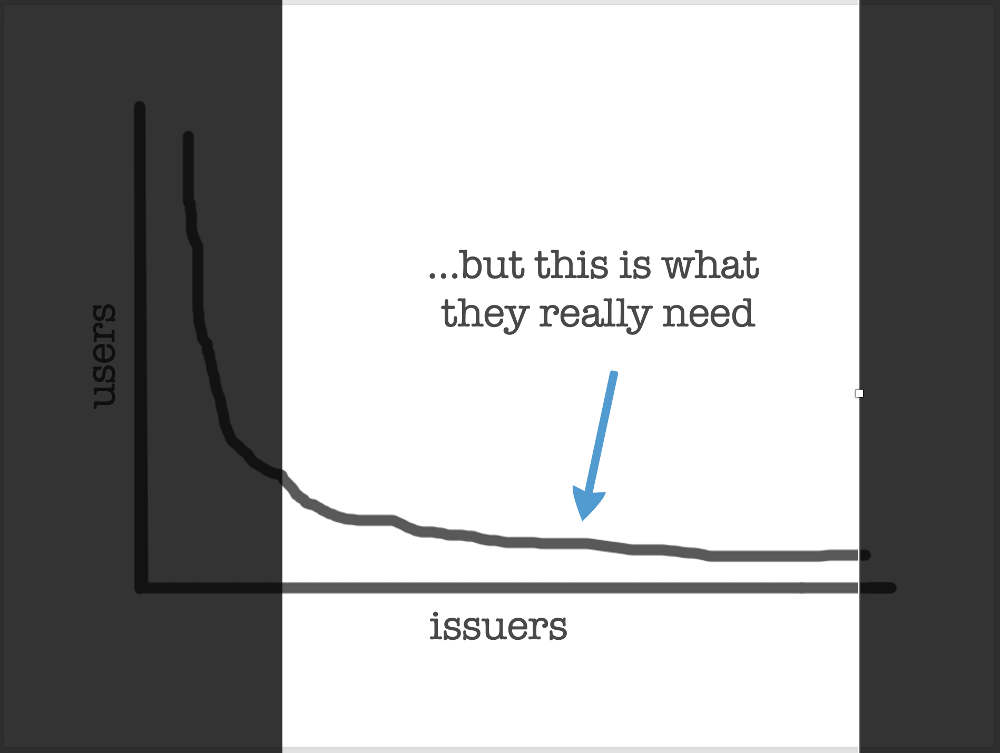 ...but this is what
they really need
users
issuers